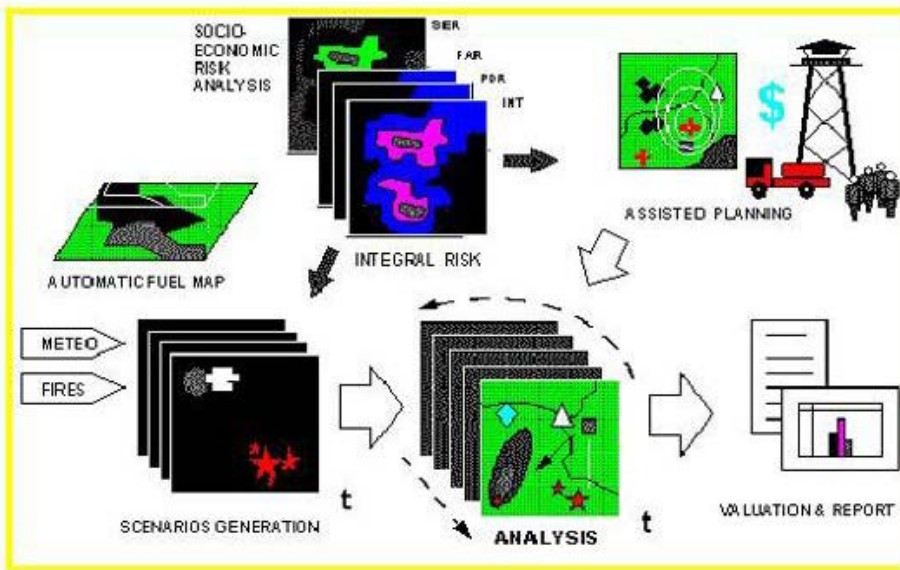 SOCIO-
ECONOMIC
RISK
ANALYSIS
SIER
FAR
PDR
INT
$
ASSISTED PLANNING
INTEGRAL RISK
AUTOMATIC FUEL MAP
METEO
FIRES
t
SCENARIOS GENERATION
t
ANALYSIS
VALUATION & REPORT